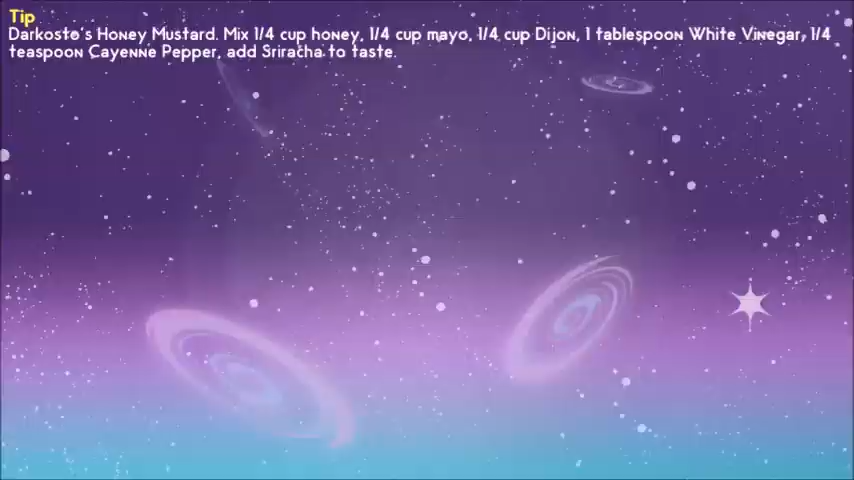 Tip
Darkosto's Honey Mustard. Mix 1/4 cup honey, 1/4 cup mayo, 1/4 cup Dijon, 1 tablespoon White Vinegar, 1/4
teaspoon Cayenne Pepper, add Sriracha to taste.